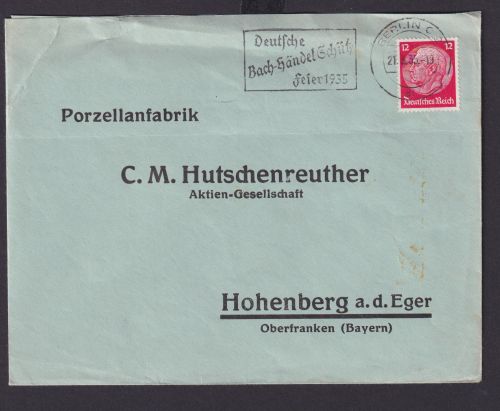 Deutsche
Bach-Händel Schütz
Feier 1935
BERLIN C
12 12
Deutsches Reich
Porzellanfabrik
C. M. Hutschenreuther
Aktien-Gesellschaft
Hohenberg a. d. Eger
Oberfranken (Bayern)